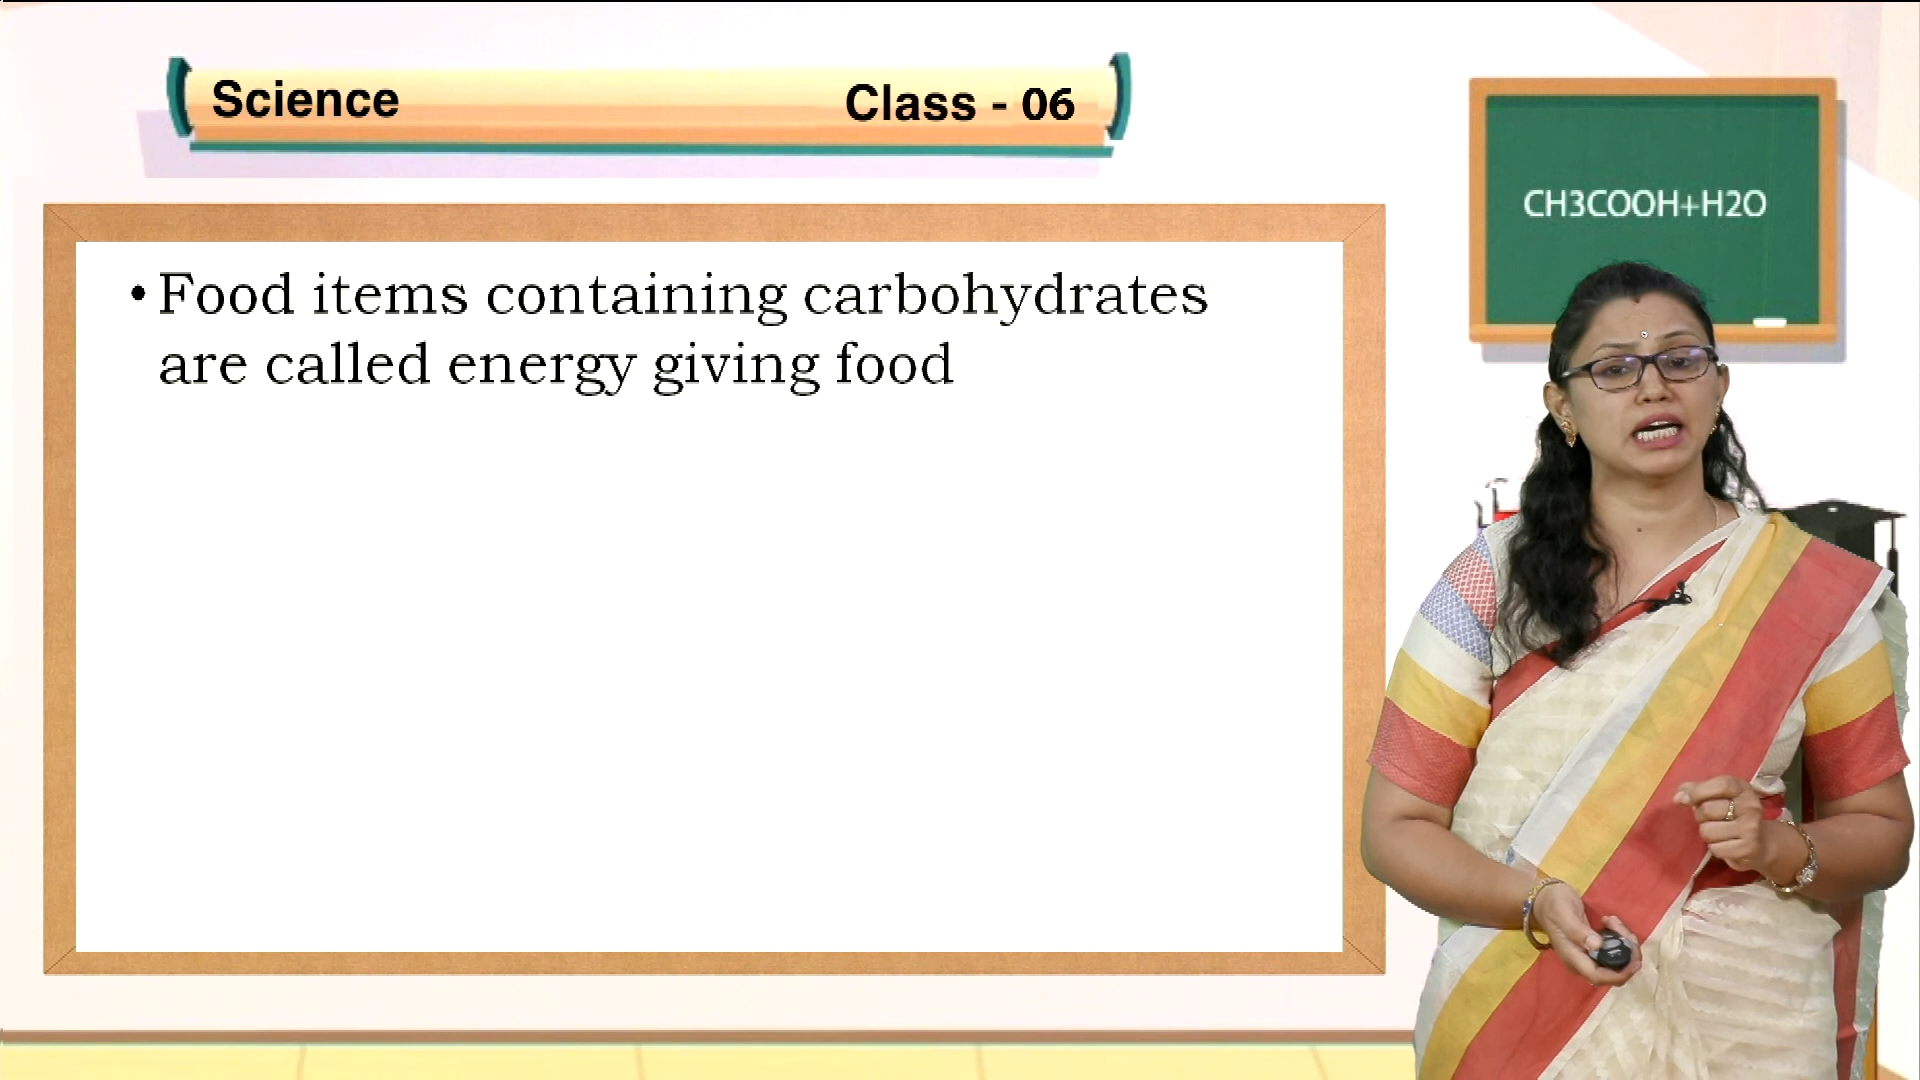 Science
Class - 06
CH3COOH+H2O
• Food items containing carbohydrates
are called energy giving food